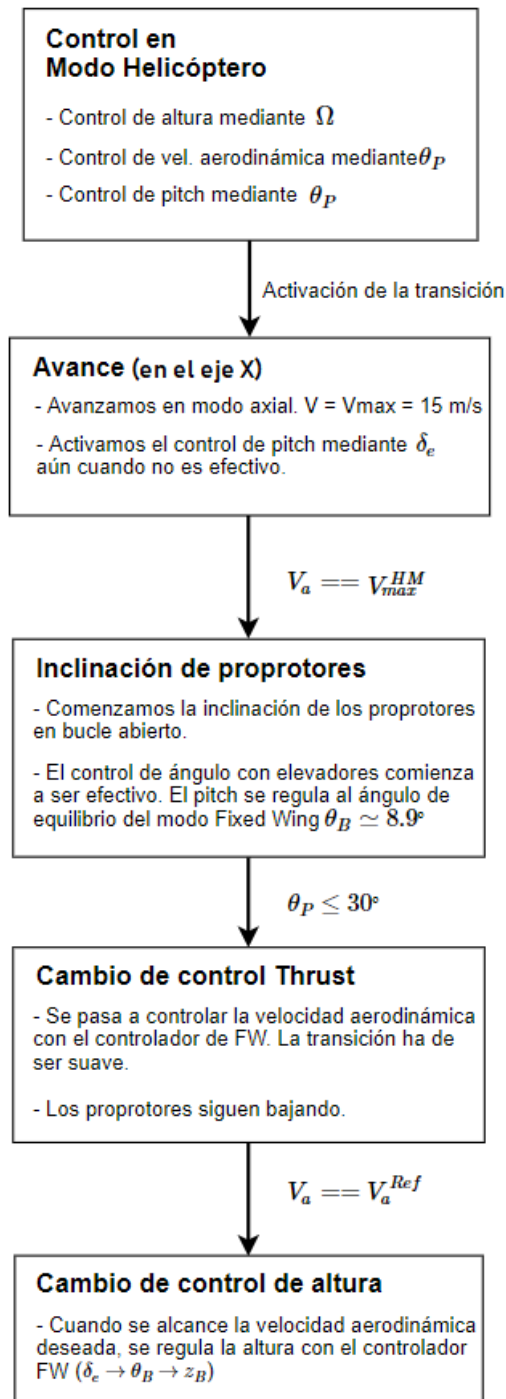 Control en
Modo Helicóptero
- Control de altura mediante Ω
- Control de vel. aerodinámica mediante θ_P
- Control de pitch mediante θ_P
Activación de la transición
Avance (en el eje X)
- Avanzamos en modo axial. V = Vmax = 15 m/s
- Activamos el control de pitch mediante δ_e
aún cuando no es efectivo.
V_a == V_{max}^{HM}
Inclinación de proprotores
- Comenzamos la inclinación de los proprotores
en bucle abierto.
- El control de ángulo con elevadores comienza
a ser efectivo. El pitch se regula al ángulo de
equilibrio del modo Fixed Wing θ_B ≃ 8.9°
θ_P ≤ 30°
Cambio de control Thrust
- Se pasa a controlar la velocidad aerodinámica
con el controlador de FW. La transición ha de
ser suave.
- Los proprotores siguen bajando.
V_a == V_a^{Ref}
Cambio de control de altura
- Cuando se alcance la velocidad aerodinámica
deseada, se regula la altura con el controlador
FW (δ_e → θ_B → z_B)